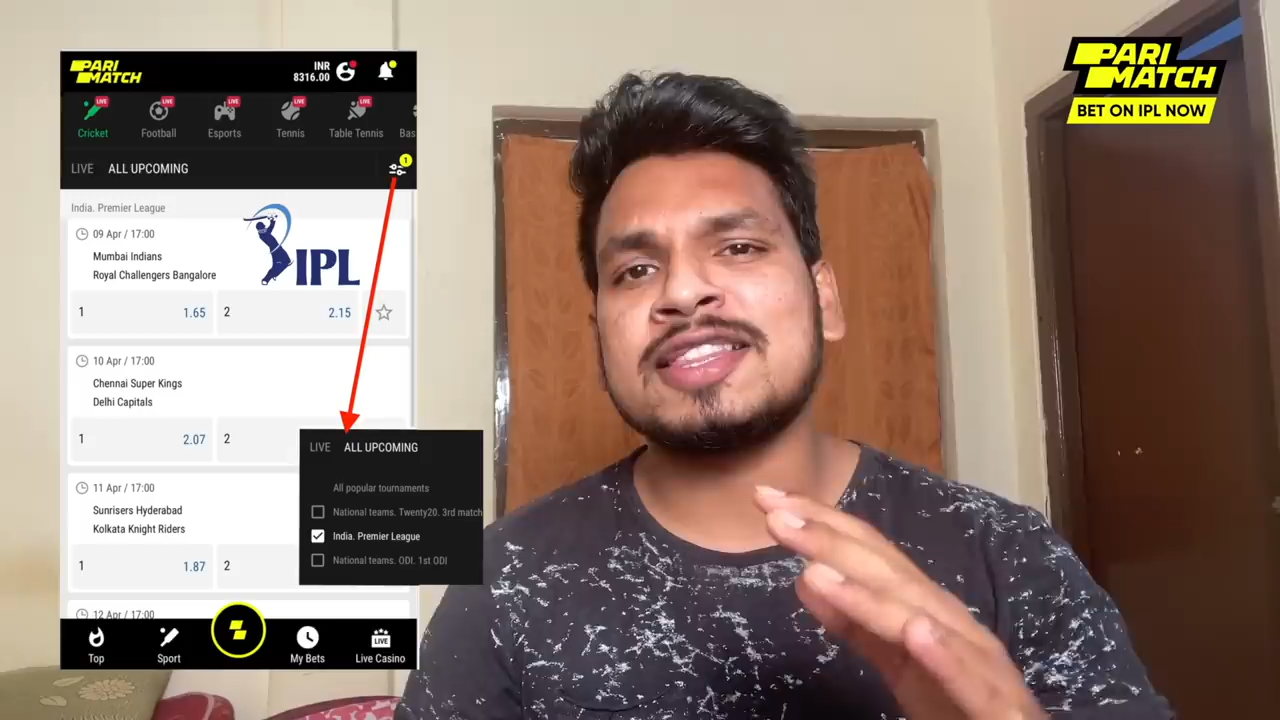 PARI
MATCH
INR
8316.00
LIVE
LIVE
LIVE
LIVE
LIVE
Cricket
Football
Esports
Tennis
Table Tennis
Bas
LIVE ALL UPCOMING
1
India. Premier League
09 Apr / 17:00
Mumbai Indians
Royal Challengers Bangalore
IPL
1 1.65 2 2.15
10 Apr / 17:00
Chennai Super Kings
Delhi Capitals
1 2.07 2
11 Apr / 17:00
Sunrisers Hyderabad
Kolkata Knight Riders
1 1.87 2
12 Apr / 17:00
Top
Sport
My Bets
LIVE
Live Casino
LIVE ALL UPCOMING
All popular tournaments
National teams. Twenty20. 3rd match
India. Premier League
National teams. ODI. 1st ODI
PARI
MATCH
BET ON IPL NOW